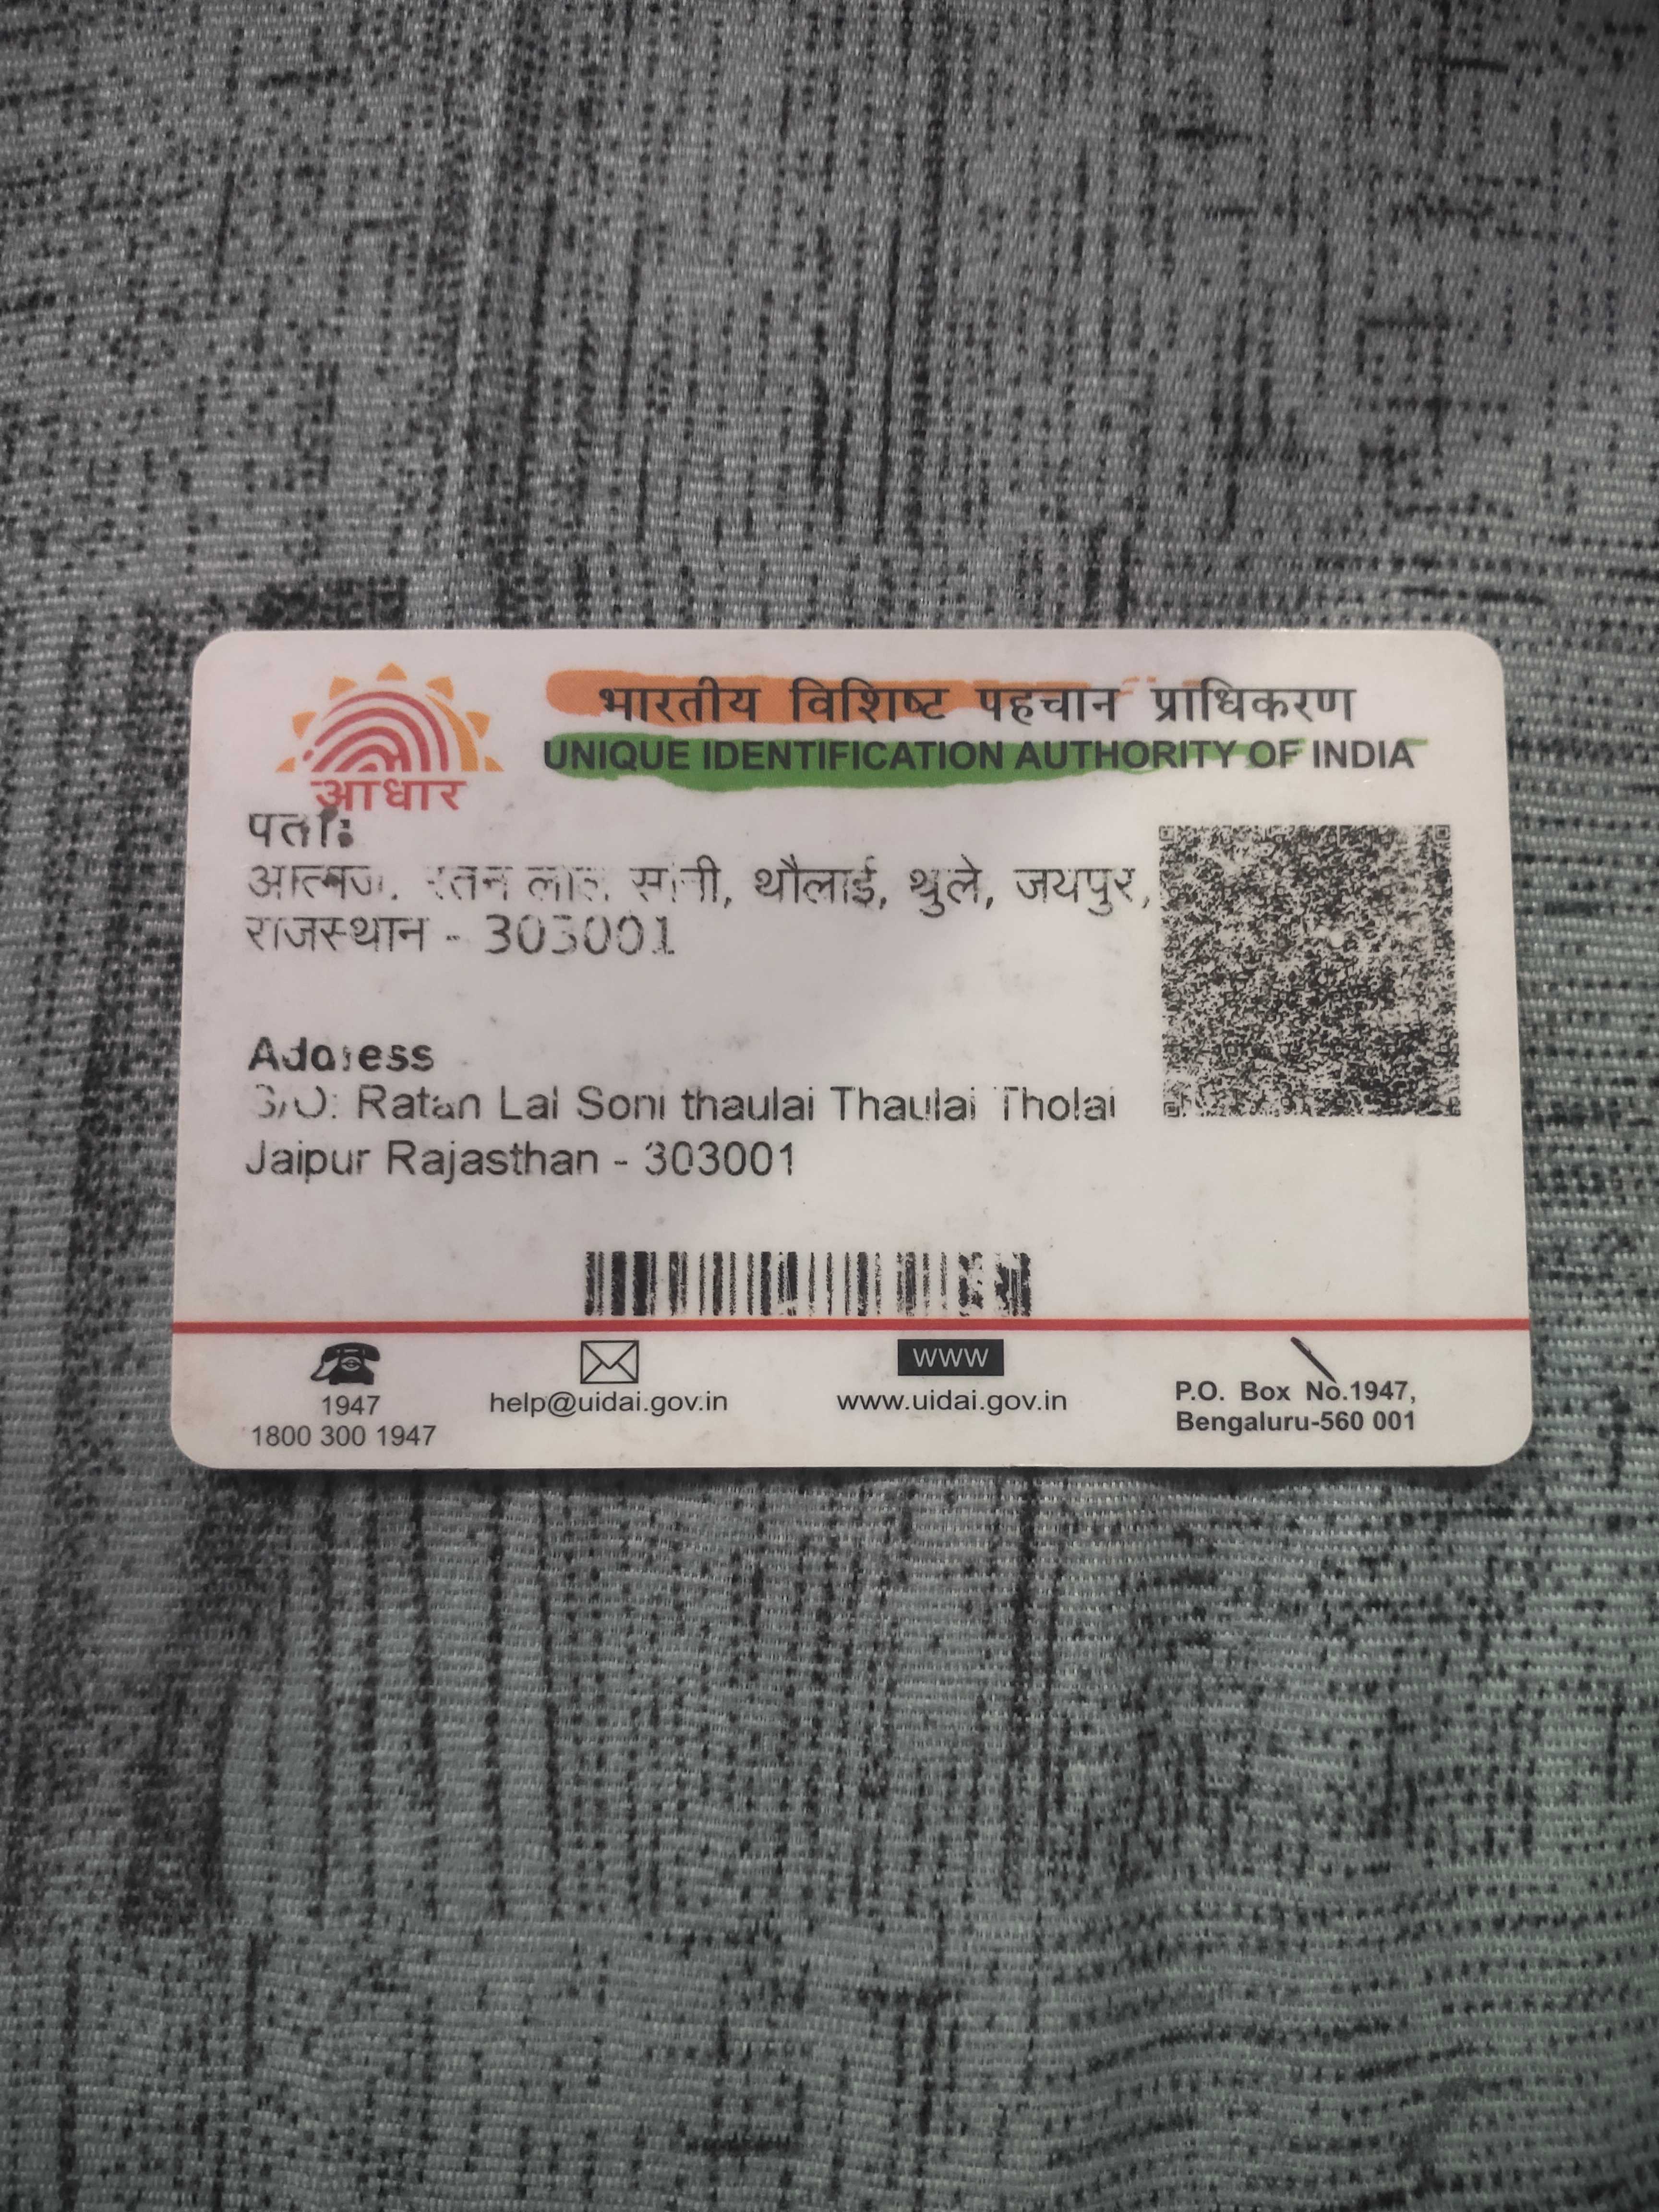 भारतीय विशिष्ट पहचान प्राधिकरण
UNIQUE IDENTIFICATION AUTHORITY OF INDIA
आधार
पता:
आत्मज. रतन लाल सोनी, थौलाई, थुले, जयपुर,
राजस्थान - 303001
Address
S/O: Ratan Lal Soni thaulai Thaulai Tholai
Jaipur Rajasthan - 303001
1947
1800 300 1947
help@uidai.gov.in
WWW
www.uidai.gov.in
P.O. Box No.1947,
Bengaluru-560 001